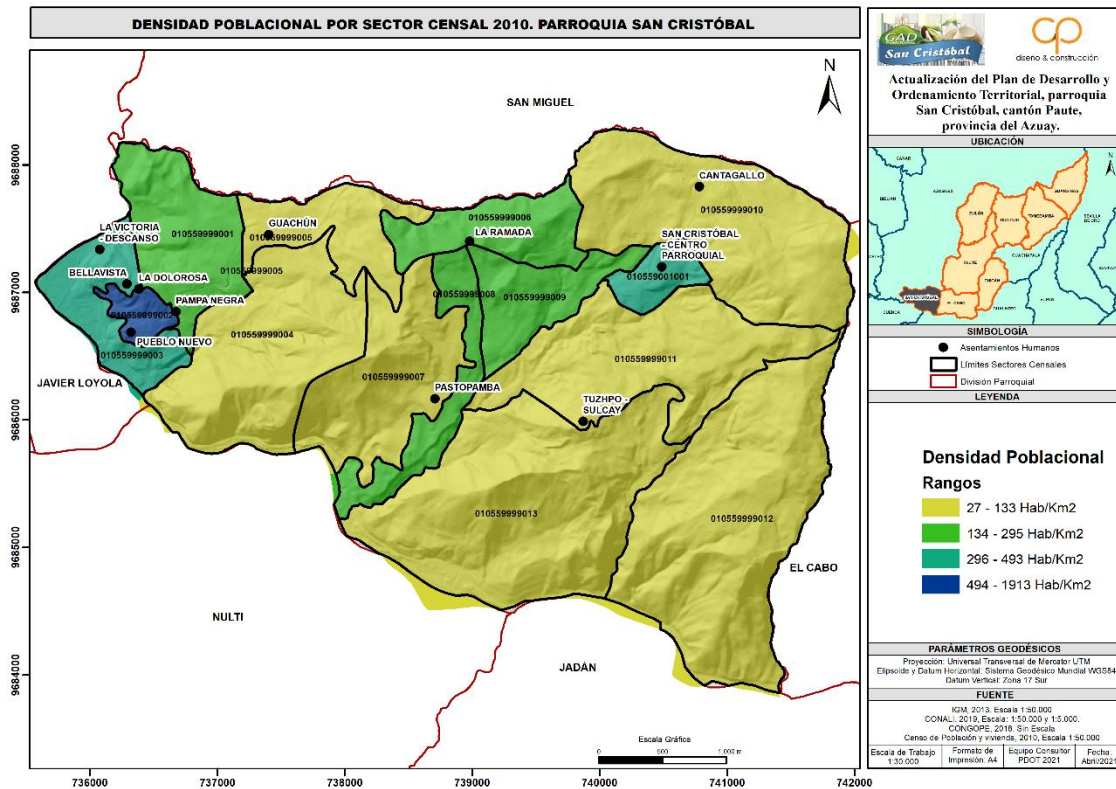 DENSIDAD POBLACIONAL POR SECTOR CENSAL 2010. PARROQUIA SAN CRISTÓBAL
N
SAN MIGUEL
CANTAGALLO
010559999010
GUACHÚN
010559999005
010559999006
LA RAMADA
SAN CRISTÓBAL
- CENTRO
PARROQUIAL
010559001001
LA VICTORIA
- DESCANSO
010559999001
010559999005
BELLAVISTA
LA DOLOROSA
PAMPA NEGRA
010559999002
PUEBLO NUEVO
010559999003
010559999008
010559999009
010559999004
010559999011
010559999007
JAVIER LOYOLA
PASTOPAMBA
TUZHPO -
SULCAY
010559999013
010559999012
EL CABO
NULTI
JADÁN
9688000
9687000
9686000
9685000
9684000
Escala Gráfica
0 500 1.000 m
736000 737000 738000 739000 740000 741000 742000
GAD
San Cristóbal
cp
diseño & construcción
Actualización del Plan de Desarrollo y
Ordenamiento Territorial, parroquia
San Cristóbal, cantón Paute,
provincia del Azuay.
UBICACIÓN
SAN CRISTOBAL
CUENCA
SIMBOLOGÍA
Asentamientos Humanos
Límites Sectores Censales
División Parroquial
LEYENDA
Densidad Poblacional
Rangos
27 - 133 Hab/Km2
134 - 295 Hab/Km2
296 - 493 Hab/Km2
494 - 1913 Hab/Km2
PARÁMETROS GEODÉSICOS
Proyección: Universal Transversal de Mercator UTM
Elipsoide y Datum Horizontal: Sistema Geodésico Mundial WGS84
Datum Vertical: Zona 17 Sur
FUENTE
IGM, 2013. Escala 1:50.000
CONALI, 2019, Escala: 1:50.000 y 1:5.000.
CONGOPE, 2018. Sin Escala
Censo de Población y vivienda, 2010, Escala 1:50.000
Escala de Trabajo
1:30.000
Formato de
Impresión: A4
Equipo Consultor
PDOT 2021
Fecha:
Abril/2021